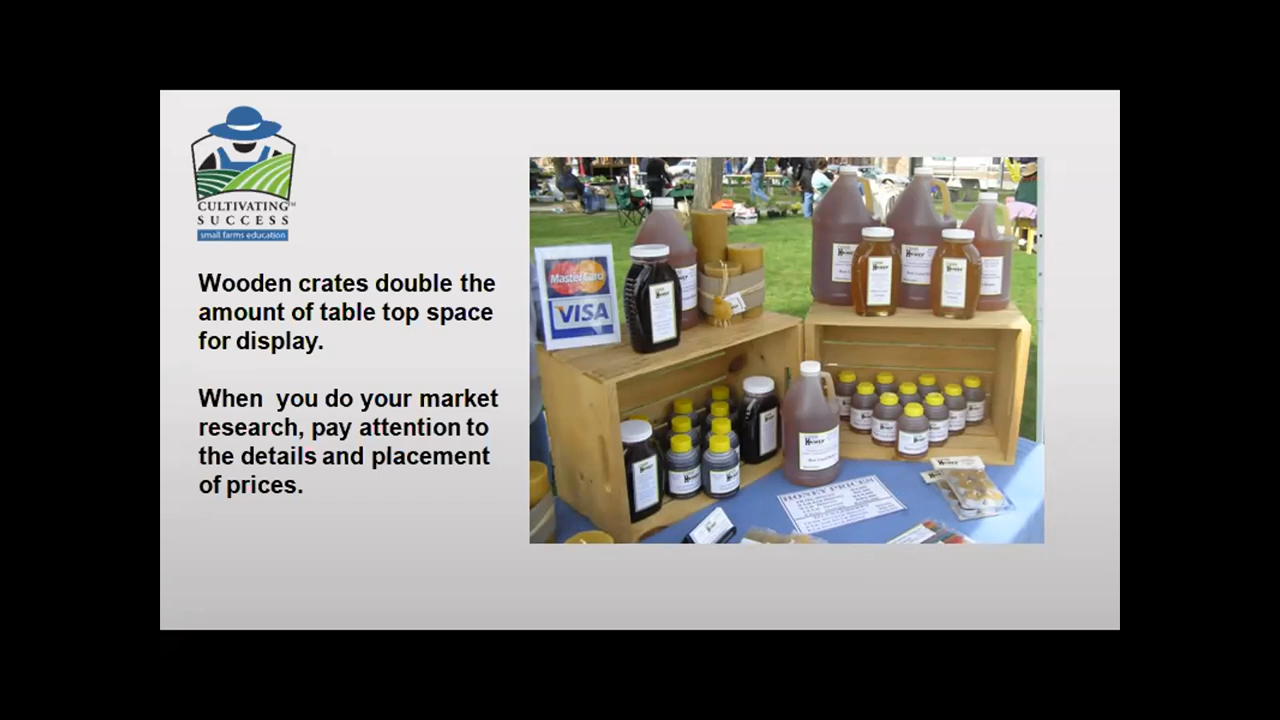 CULTIVATING™
SUCCESS
small farms education
Wooden crates double the
amount of table top space
for display.
When  you do your market
research, pay attention to
the details and placement
of prices.
MasterCard
VISA
HONEY PRICES